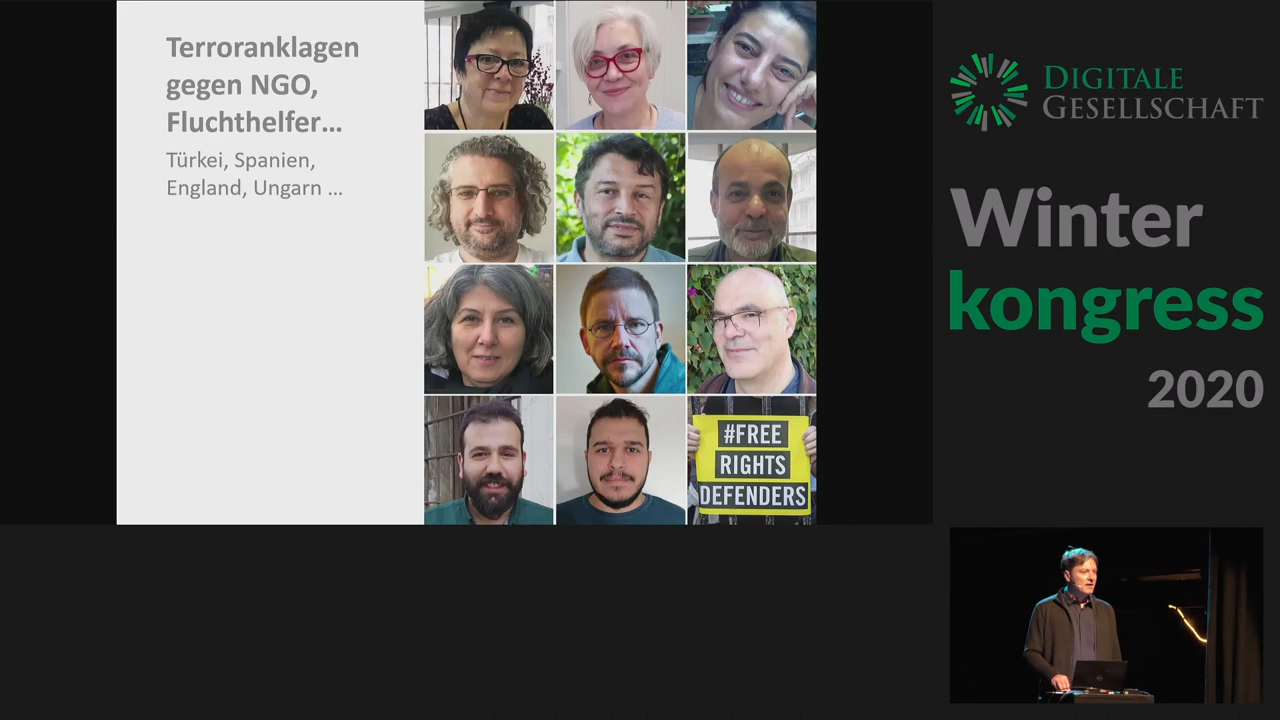 Terroranklagen
gegen NGO,
Fluchthelfer...
Türkei, Spanien,
England, Ungarn ...
#FREE
RIGHTS
DEFENDERS
DIGITALE
GESELLSCHAFT
Winter
kongress
2020